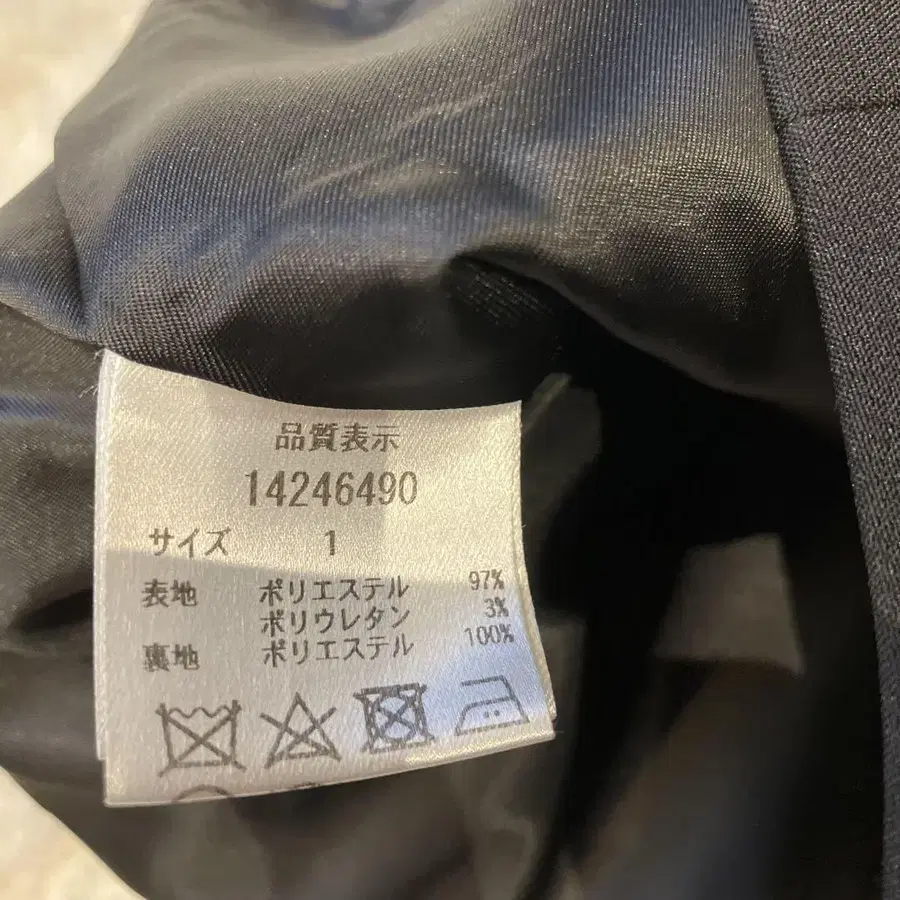 品質表示
14246490
サイズ 1
表地 ポリエステル 97%
ポリウレタン 3%
裏地 ポリエステル 100%